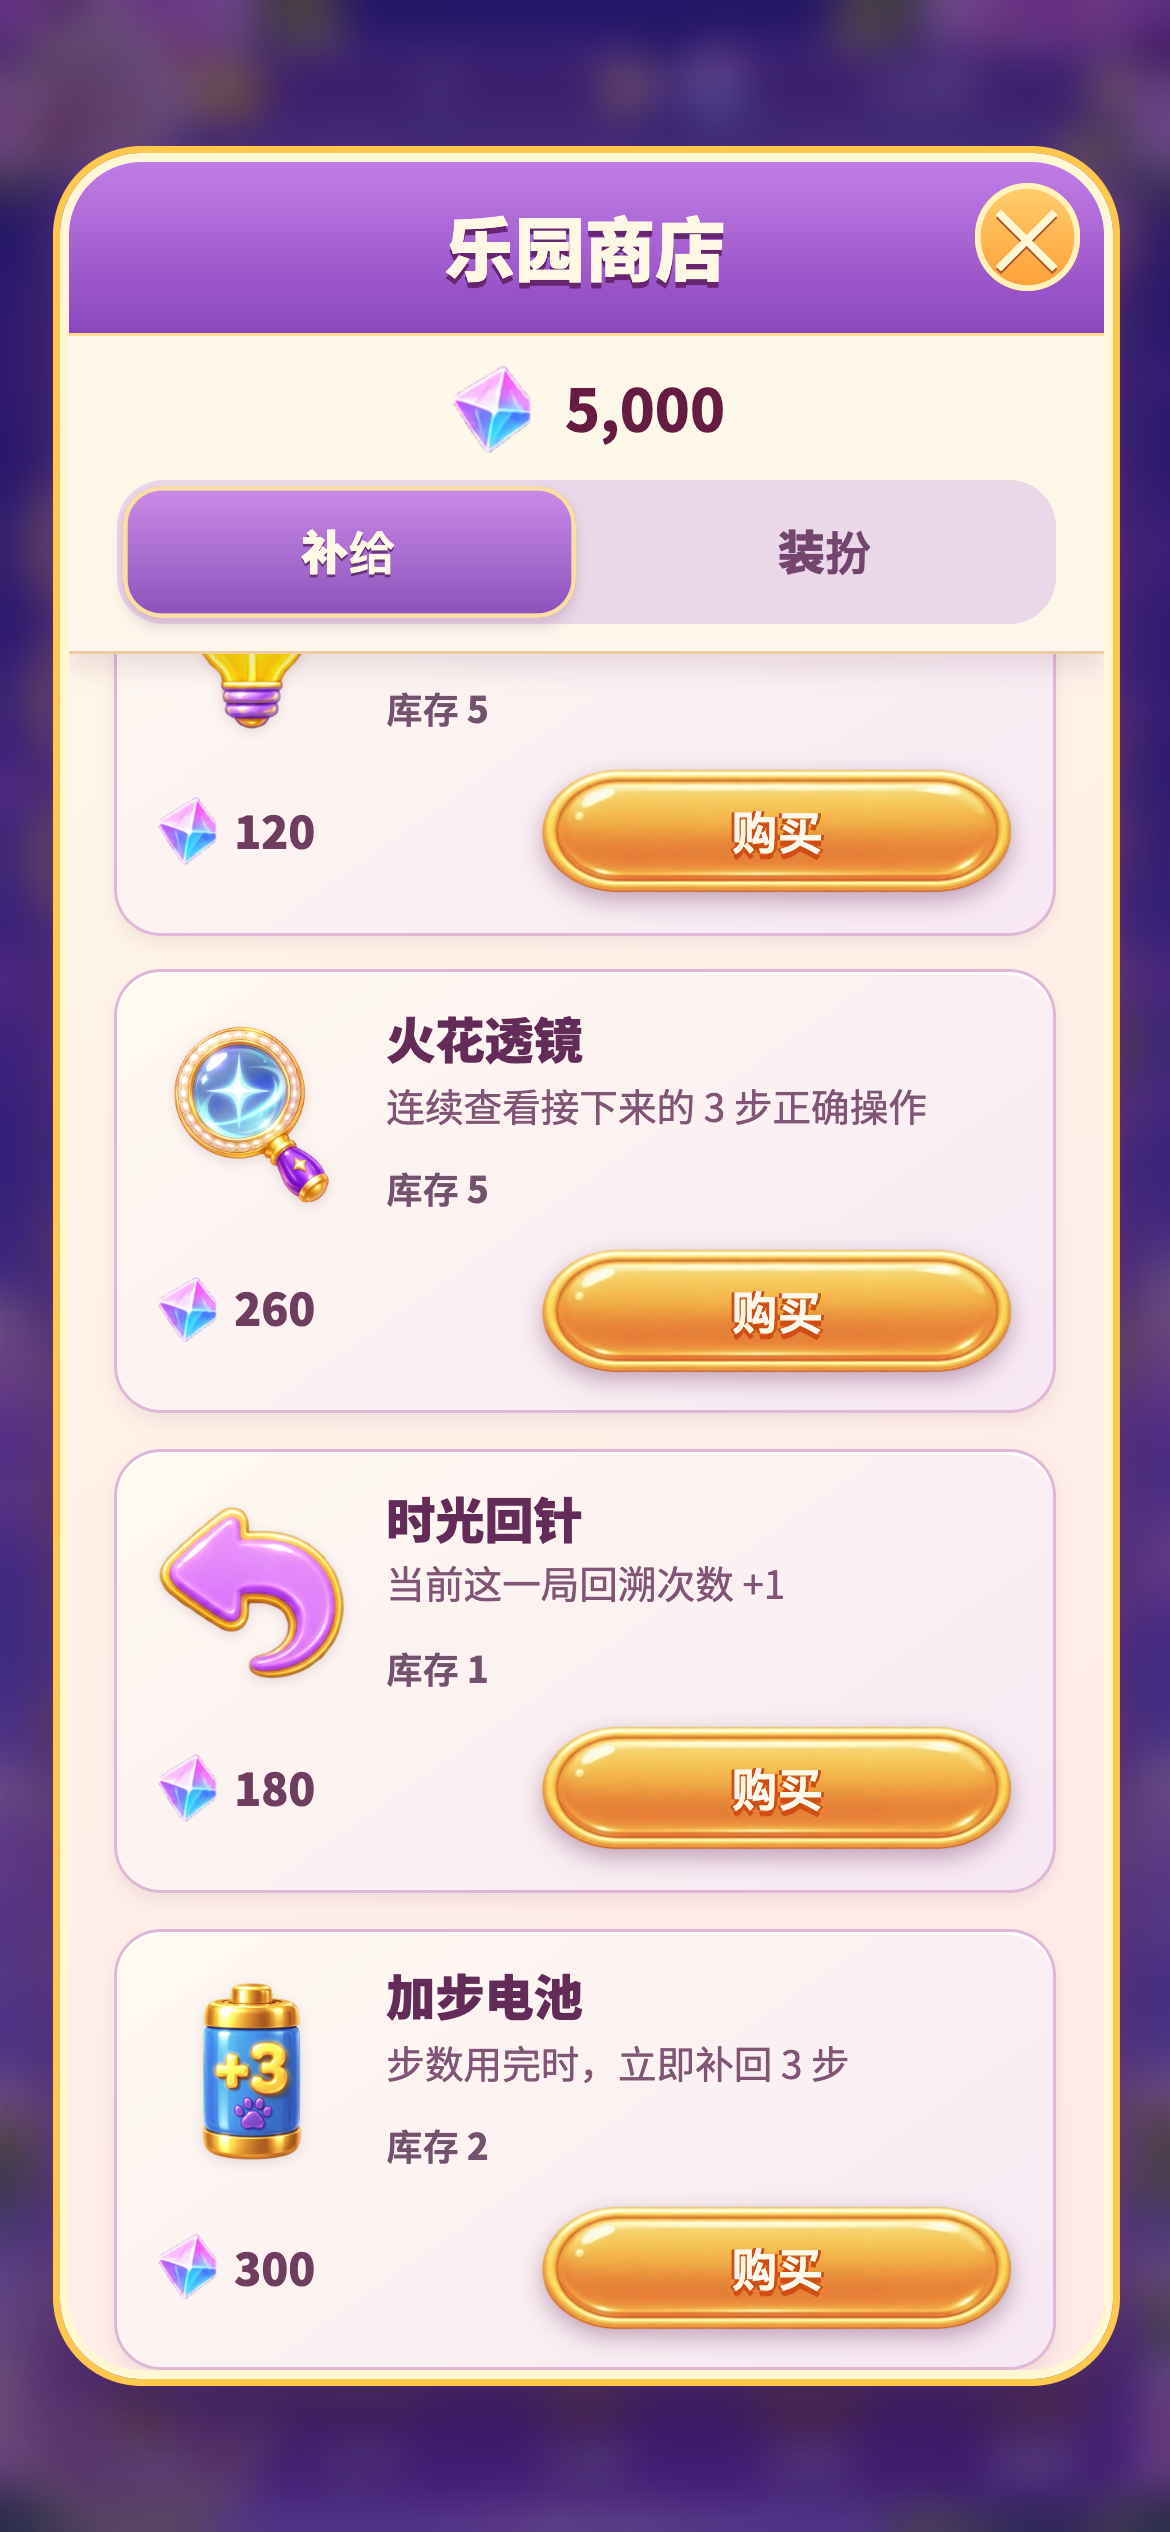 乐园商店
5,000
补给
装扮
库存 5
120
购买
火花透镜
连续查看接下来的 3 步正确操作
库存 5
260
购买
时光回针
当前这一局回溯次数 +1
库存 1
180
购买
加步电池
+3
步数用完时，立即补回 3 步
库存 2
300
购买